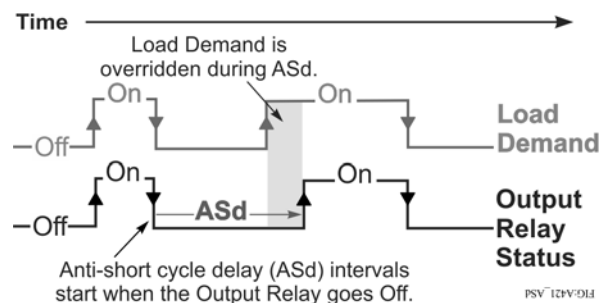 Time
Load Demand is
overridden during ASd.
On
On
Load
Demand
Off
On
On
ASd
Output
Relay
Status
Off
Anti-short cycle delay (ASd) intervals
start when the Output Relay goes Off.
FIG:A421_ASd